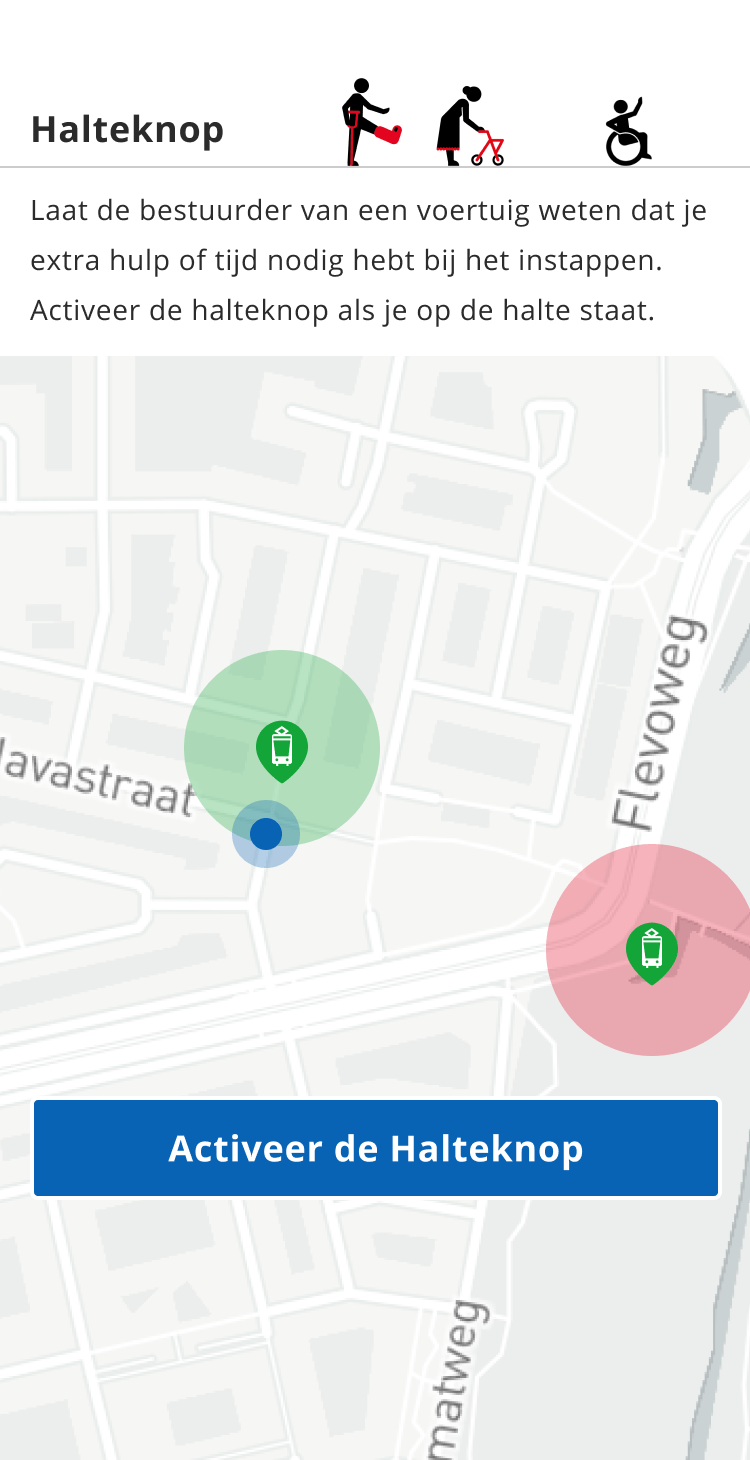 Halteknop
Laat de bestuurder van een voertuig weten dat je
extra hulp of tijd nodig hebt bij het instappen.
Activeer de halteknop als je op de halte staat.
Flevoweg
avastraat
Activeer de Halteknop
matweg